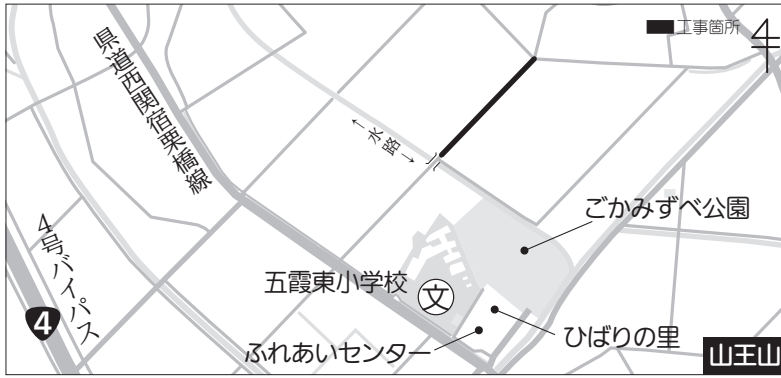 工事箇所
県道西関宿栗橋線
←水路→
ごかみずべ公園
4号バイパス
五霞東小学校
文
4
ひばりの里
ふれあいセンター
山王山